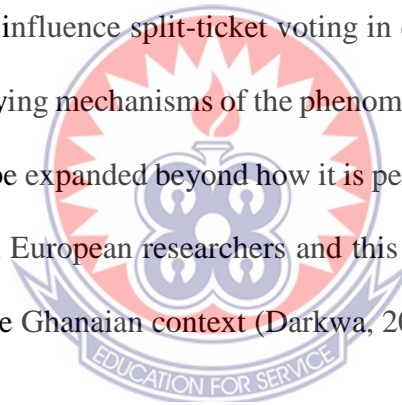 influence split-ticket voting in
ying mechanisms of the phenom
be expanded beyond how it is pe
European researchers and this
e Ghanaian context (Darkwa, 20
EDUCATION FOR SERVICE